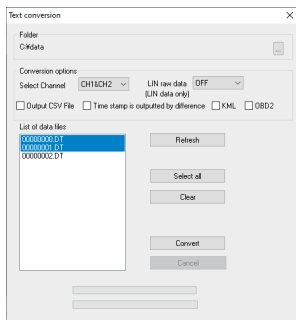 Text conversion
Folder
C:¥data
...
Conversion options
Select Channel CH1&CH2 LIN raw data OFF
(LIN data only)
Output CSV File Time stamp is outputted by difference KML OBD2
List of data files
00000000.DT
00000001.DT
00000002.DT
Refresh
Select all
Clear
Convert
Cancel